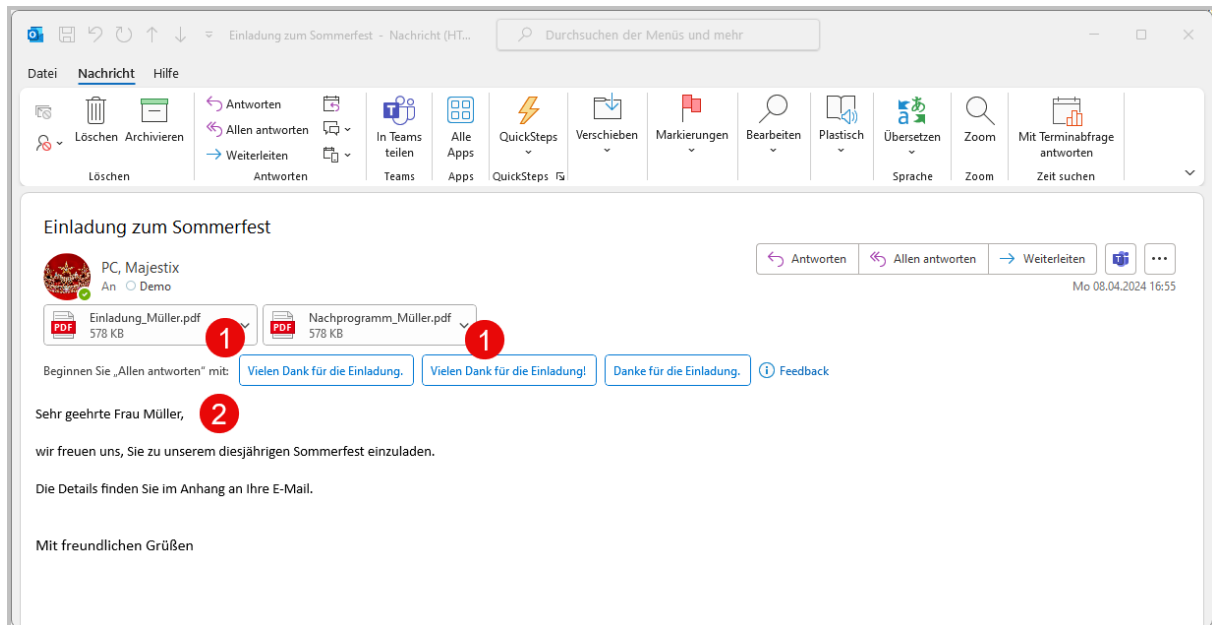 Einladung zum Sommerfest - Nachricht (HT...
Durchsuchen der Menüs und mehr
Datei Nachricht Hilfe
Löschen Archivieren
Löschen
Antworten
Allen antworten
Weiterleiten
Antworten
In Teams
teilen
Teams
Alle
Apps
Apps
QuickSteps
QuickSteps
Verschieben
Markierungen
Bearbeiten
Plastisch
Übersetzen
Sprache
Zoom
Zoom
Mit Terminabfrage
antworten
Zeit suchen
Einladung zum Sommerfest
PC, Majestix
An Demo
Antworten Allen antworten Weiterleiten
Mo 08.04.2024 16:55
PDF Einladung_Müller.pdf
578 KB
1
PDF Nachprogramm_Müller.pdf
578 KB
1
Beginnen Sie „Allen antworten" mit: Vielen Dank für die Einladung. Vielen Dank für die Einladung! Danke für die Einladung. Feedback
Sehr geehrte Frau Müller, 2
wir freuen uns, Sie zu unserem diesjährigen Sommerfest einzuladen.
Die Details finden Sie im Anhang an Ihre E-Mail.
Mit freundlichen Grüßen